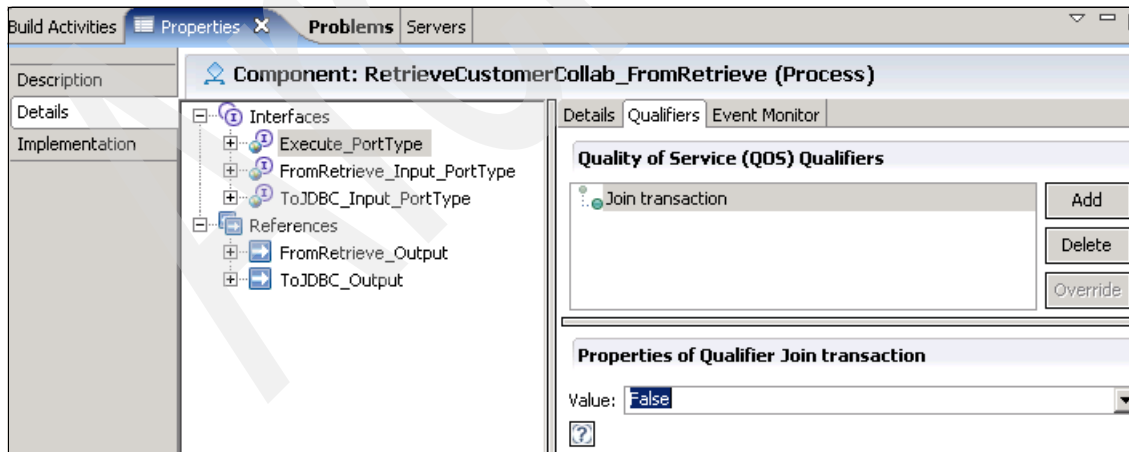 Build Activities Properties Problems Servers
Component: RetrieveCustomerCollab_FromRetrieve (Process)
Description
Details
Implementation
Interfaces
Execute_PortType
FromRetrieve_Input_PortType
ToJDBC_Input_PortType
References
FromRetrieve_Output
ToJDBC_Output
Details Qualifiers Event Monitor
Quality of Service (QOS) Qualifiers
Join transaction
Add
Delete
Override
Properties of Qualifier Join transaction
Value: False